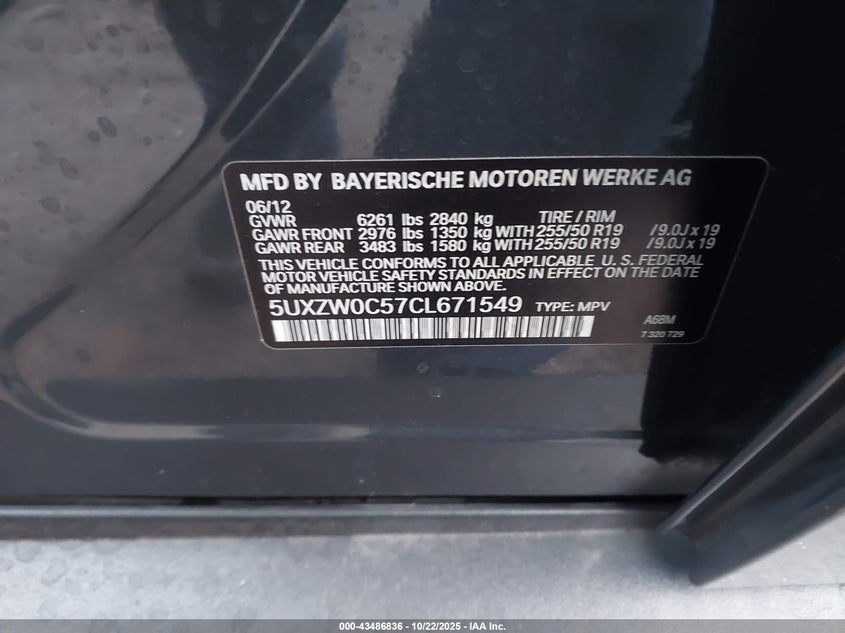 MFD BY BAYERISCHE MOTOREN WERKE AG
06/12
GVWR 6261 lbs 2840 kg TIRE / RIM
GAWR FRONT 2976 lbs 1350 kg WITH 255/50 R19 /9.0J x 19
GAWR REAR 3483 lbs 1580 kg WITH 255/50 R19 /9.0J x 19
THIS VEHICLE CONFORMS TO ALL APPLICABLE U. S. FEDERAL
MOTOR VEHICLE SAFETY STANDARDS IN EFFECT ON THE DATE
OF MANUFACTURE SHOWN ABOVE.
5UXZW0C57CL671549 TYPE: MPV
A68M
7 320 729
000-43486836 - 10/22/2025 - IAA Inc.